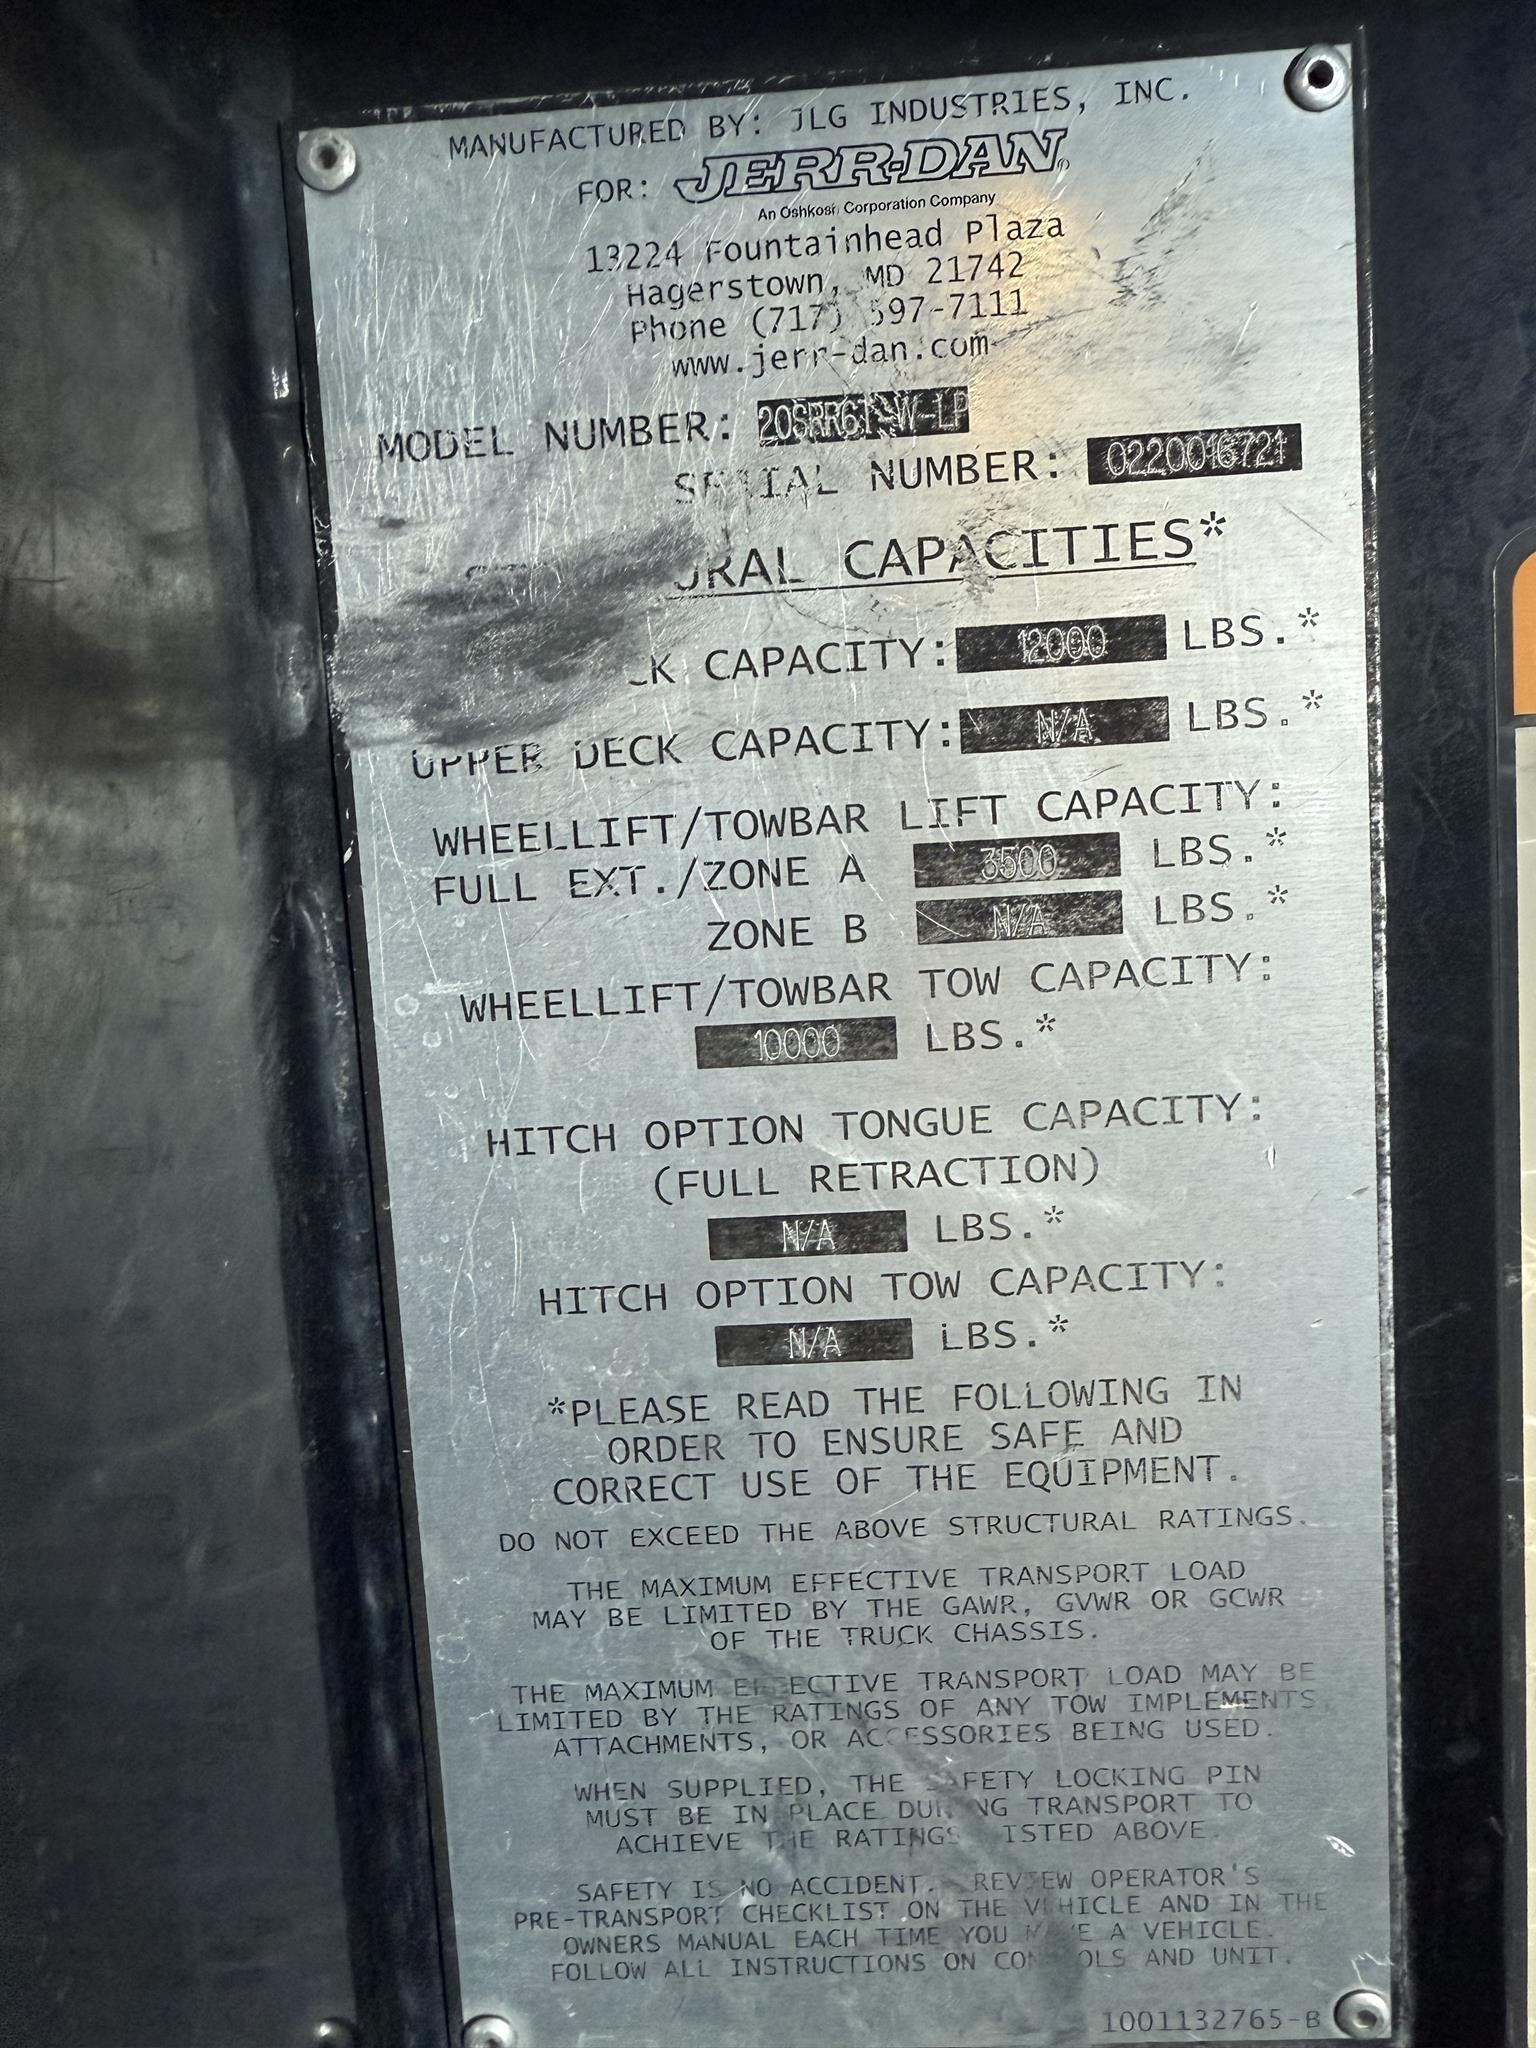 MANUFACTURED BY: JLG INDUSTRIES, INC.
FOR: JERR-DAN®
An Oshkosh Corporation Company
13224 Fountainhead Plaza
Hagerstown, MD 21742
Phone (717) 597-7111
www.jerr-dan.com
MODEL NUMBER: 20SRR6T-W-LP
SERIAL NUMBER: 0220016721
CAPACITIES*
CAPACITY: 12000 LBS.*
UPPER DECK CAPACITY: N/A LBS.*
WHEELLIFT/TOWBAR LIFT CAPACITY:
FULL EXT./ZONE A 3500 LBS.*
ZONE B N/A LBS.*
WHEELLIFT/TOWBAR TOW CAPACITY:
10000 LBS.*
HITCH OPTION TONGUE CAPACITY:
(FULL RETRACTION)
N/A LBS.*
HITCH OPTION TOW CAPACITY:
N/A LBS.*
*PLEASE READ THE FOLLOWING IN
ORDER TO ENSURE SAFE AND
CORRECT USE OF THE EQUIPMENT.
DO NOT EXCEED THE ABOVE STRUCTURAL RATINGS.
THE MAXIMUM EFFECTIVE TRANSPORT LOAD
MAY BE LIMITED BY THE GAWR, GVWR OR GCWR
OF THE TRUCK CHASSIS.
THE MAXIMUM EFFECTIVE TRANSPORT LOAD MAY BE
LIMITED BY THE RATINGS OF ANY TOW IMPLEMENTS
ATTACHMENTS, OR ACCESSORIES BEING USED.
WHEN SUPPLIED, THE SAFETY LOCKING PIN
MUST BE IN PLACE DURING TRANSPORT TO
ACHIEVE THE RATINGS LISTED ABOVE.
SAFETY IS NO ACCIDENT. REVIEW OPERATOR'S
PRE-TRANSPORT CHECKLIST ON THE VEHICLE AND IN THE
OWNERS MANUAL EACH TIME YOU A VEHICLE.
FOLLOW ALL INSTRUCTIONS ON CONTROLS AND UNIT.
1001132765-B